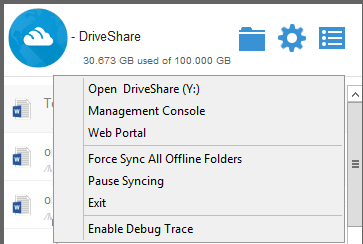 - DriveShare
30.673 GB used of 100.000 GB
Open DriveShare (Y:)
Management Console
Web Portal
Force Sync All Offline Folders
Pause Syncing
Exit
Enable Debug Trace